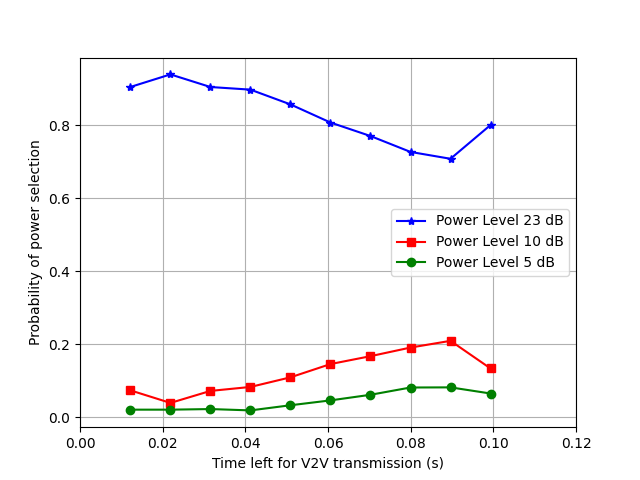 0.8
0.6
0.4
0.2
0.0
Probability of power selection
Power Level 23 dB
Power Level 10 dB
Power Level 5 dB
0.00 0.02 0.04 0.06 0.08 0.10 0.12
Time left for V2V transmission (s)